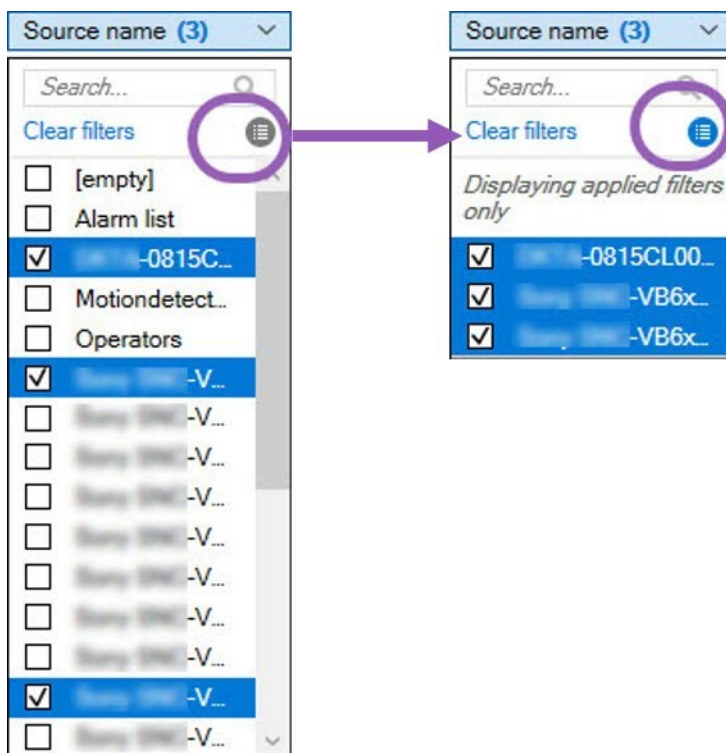 Source name (3)
Search...
Clear filters
[empty]
Alarm list
-0815C...
Motiondetect...
Operators
-V...
-V...
-V...
-V...
-V...
-V...
-V...
-V...
-V...
-V...
Source name (3)
Search...
Clear filters
Displaying applied filters
only
-0815CL00...
-VB6x...
-VB6x...